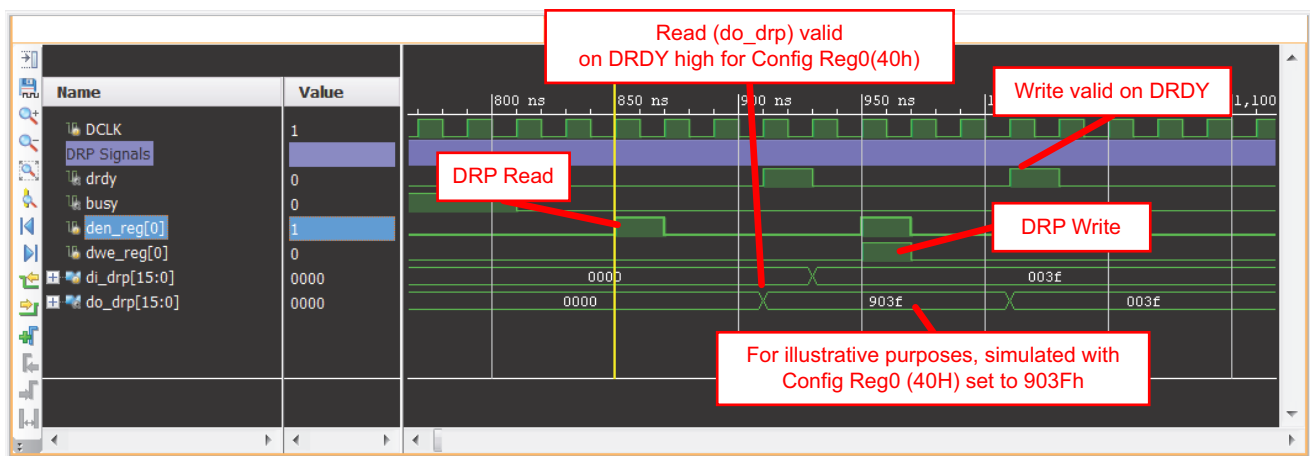 Read (do_drp) valid
on DRDY high for Config Reg0(40h)
Write valid on DRDY
Name Value
800 ns 850 ns 950 ns 1,100
DCLK 1
DRP Signals
DRP Read
drdy 0
busy 0
den_reg[0] 1
DRP Write
dwe_reg[0] 0
di_drp[15:0] 0000 0000 003f
do_drp[15:0] 0000 0000 903f 003f
For illustrative purposes, simulated with
Config Reg0 (40H) set to 903Fh